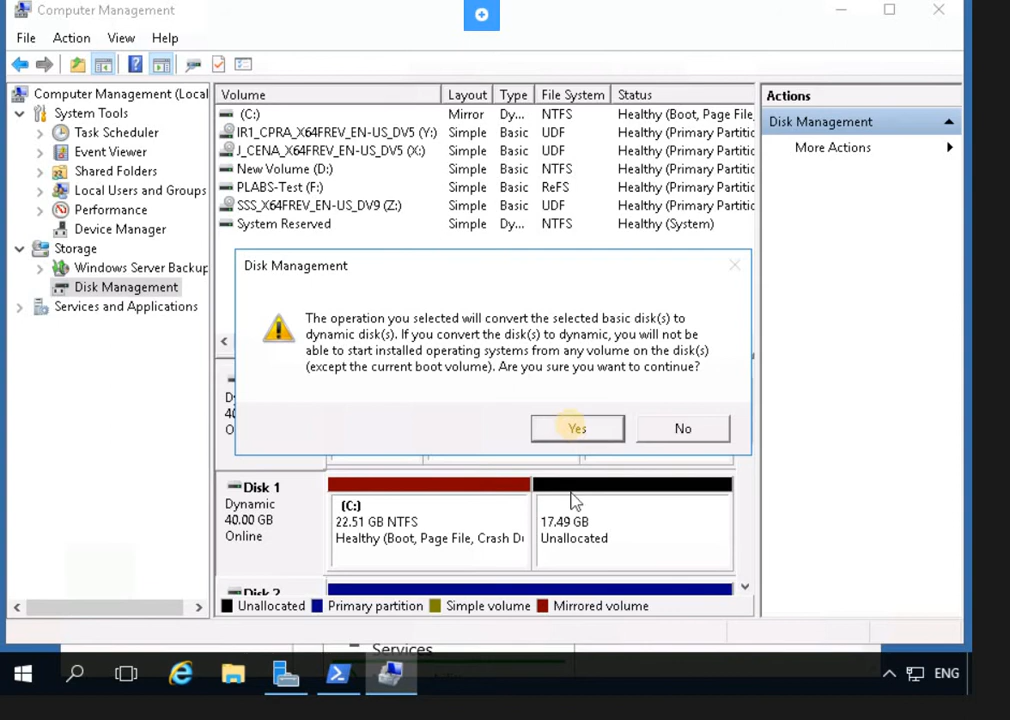 Computer Management
File Action View Help
Computer Management (Local
System Tools
Task Scheduler
Event Viewer
Shared Folders
Local Users and Groups
Performance
Device Manager
Storage
Windows Server Backup
Disk Management
Services and Applications
Volume Layout Type File System Status
(C:) Mirror Dy... NTFS Healthy (Boot, Page File,
IR1_CPRA_X64FREV_EN-US_DV5 (Y:) Simple Basic UDF Healthy (Primary Partitic
J_CENA_X64FREV_EN-US_DV5 (X:) Simple Basic UDF Healthy (Primary Partitic
New Volume (D:) Simple Basic NTFS Healthy (Primary Partitic
PLABS-Test (F:) Simple Basic ReFS Healthy (Primary Partitic
SSS_X64FREV_EN-US_DV9 (Z:) Simple Basic UDF Healthy (Primary Partitic
System Reserved Simple Dy... NTFS Healthy (System)
Actions
Disk Management
More Actions
Disk Management
The operation you selected will convert the selected basic disk(s) to
dynamic disk(s). If you convert the disk(s) to dynamic, you will not be
able to start installed operating systems from any volume on the disk(s)
(except the current boot volume). Are you sure you want to continue?
Yes No
Disk 1
Dynamic
40.00 GB
Online
(C:)
22.51 GB NTFS
Healthy (Boot, Page File, Crash Du
17.49 GB
Unallocated
Disk 2
Unallocated Primary partition Simple volume Mirrored volume
Services
ENG